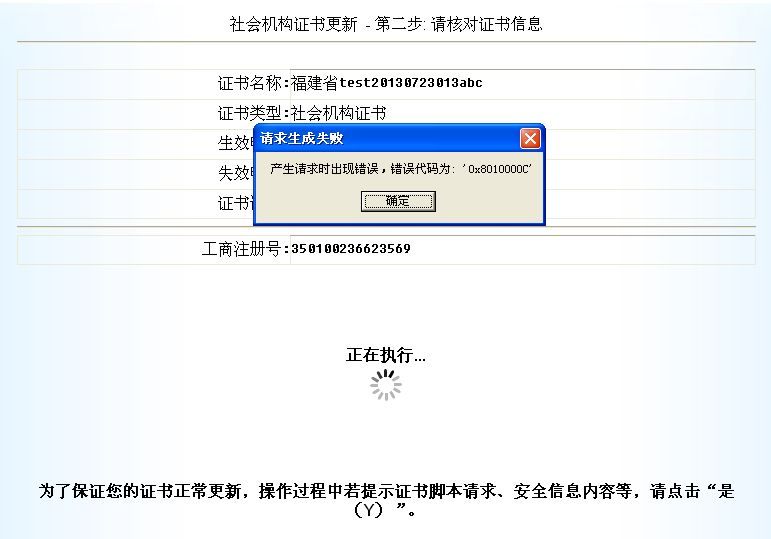 社会机构证书更新 - 第二步: 请核对证书信息
证书名称:福建省test20130723013abc
证书类型:社会机构证书
生效
失效
证书
请求生成失败
产生请求时出现错误，错误代码为: '0x8010000C'
确定
工商注册号:350100236623569
正在执行...
为了保证您的证书正常更新，操作过程中若提示证书脚本请求、安全信息内容等，请点击“是
（Y） ”。